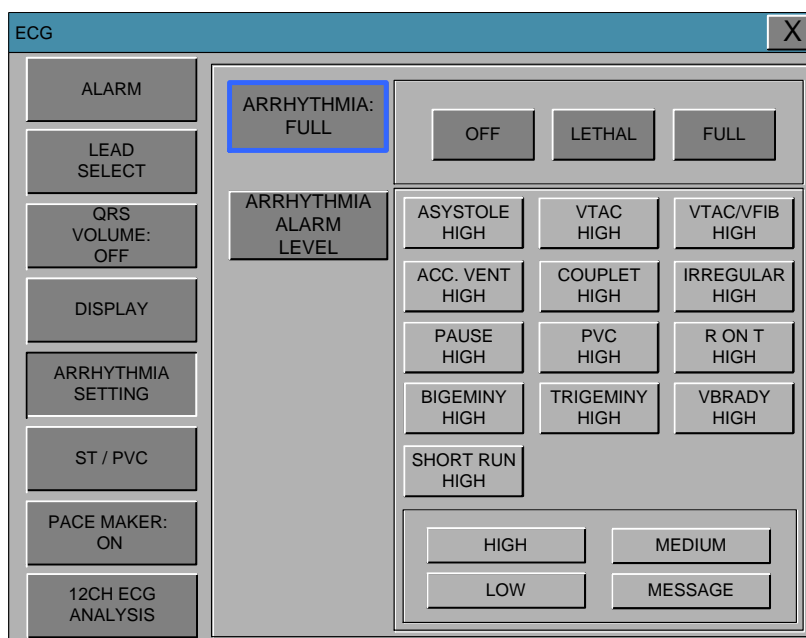 ECG
X
ALARM
LEAD
SELECT
QRS
VOLUME:
OFF
DISPLAY
ARRHYTHMIA
SETTING
ST / PVC
PACE MAKER:
ON
12CH ECG
ANALYSIS
ARRHYTHMIA:
FULL
OFF
LETHAL
FULL
ARRHYTHMIA
ALARM
LEVEL
ASYSTOLE
HIGH
VTAC
HIGH
VTAC/VFIB
HIGH
ACC. VENT
HIGH
COUPLET
HIGH
IRREGULAR
HIGH
PAUSE
HIGH
PVC
HIGH
R ON T
HIGH
BIGEMINY
HIGH
TRIGEMINY
HIGH
VBRADY
HIGH
SHORT RUN
HIGH
HIGH
MEDIUM
LOW
MESSAGE